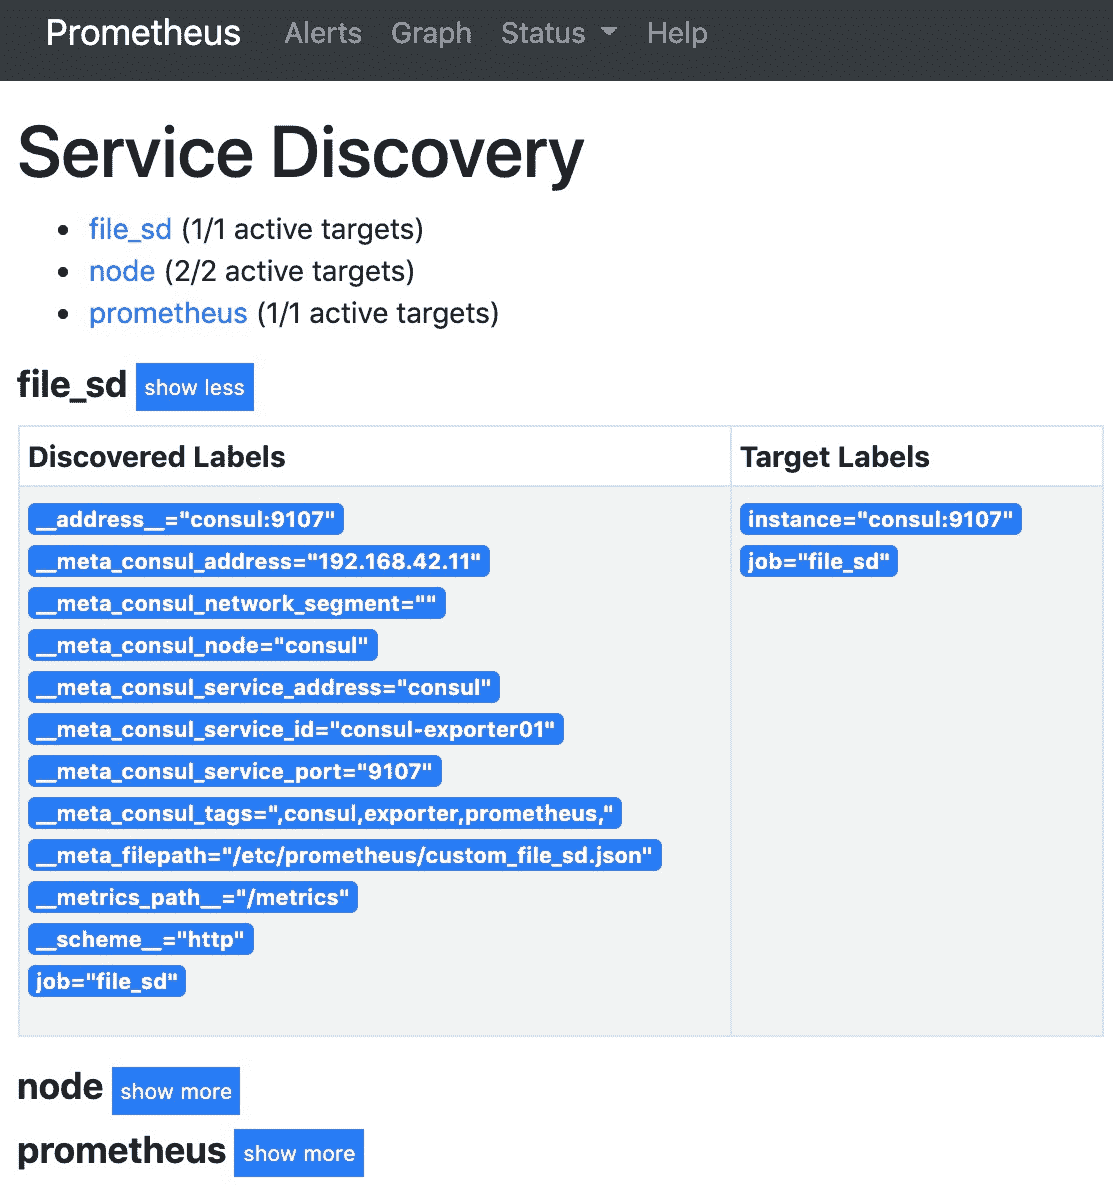 Prometheus Alerts Graph Status Help
Service Discovery
file_sd (1/1 active targets)
node (2/2 active targets)
prometheus (1/1 active targets)
file_sd show less
Discovered Labels Target Labels
__address__="consul:9107" instance="consul:9107"
__meta_consul_address="192.168.42.11" job="file_sd"
__meta_consul_network_segment=""
__meta_consul_node="consul"
__meta_consul_service_address="consul"
__meta_consul_service_id="consul-exporter01"
__meta_consul_service_port="9107"
__meta_consul_tags=",consul,exporter,prometheus,"
__meta_filepath="/etc/prometheus/custom_file_sd.json"
__metrics_path__="/metrics"
__scheme__="http"
job="file_sd"
node show more
prometheus show more